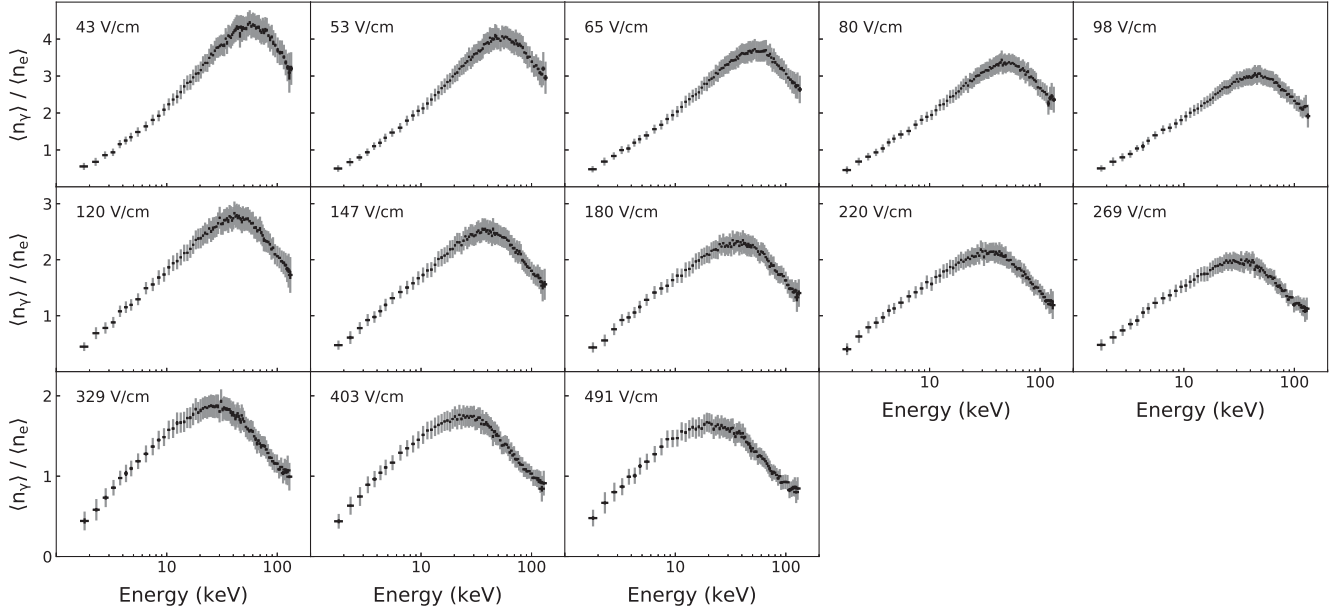 43 V/cm 53 V/cm 65 V/cm 80 V/cm 98 V/cm
4
3
2
1
⟨nγ⟩ / ⟨ne⟩
120 V/cm 147 V/cm 180 V/cm 220 V/cm 269 V/cm
3
2
1
⟨nγ⟩ / ⟨ne⟩
10 100 10 100
Energy (keV) Energy (keV)
329 V/cm 403 V/cm 491 V/cm
2
1
0
⟨nγ⟩ / ⟨ne⟩
10 100 10 100 10 100
Energy (keV) Energy (keV) Energy (keV)